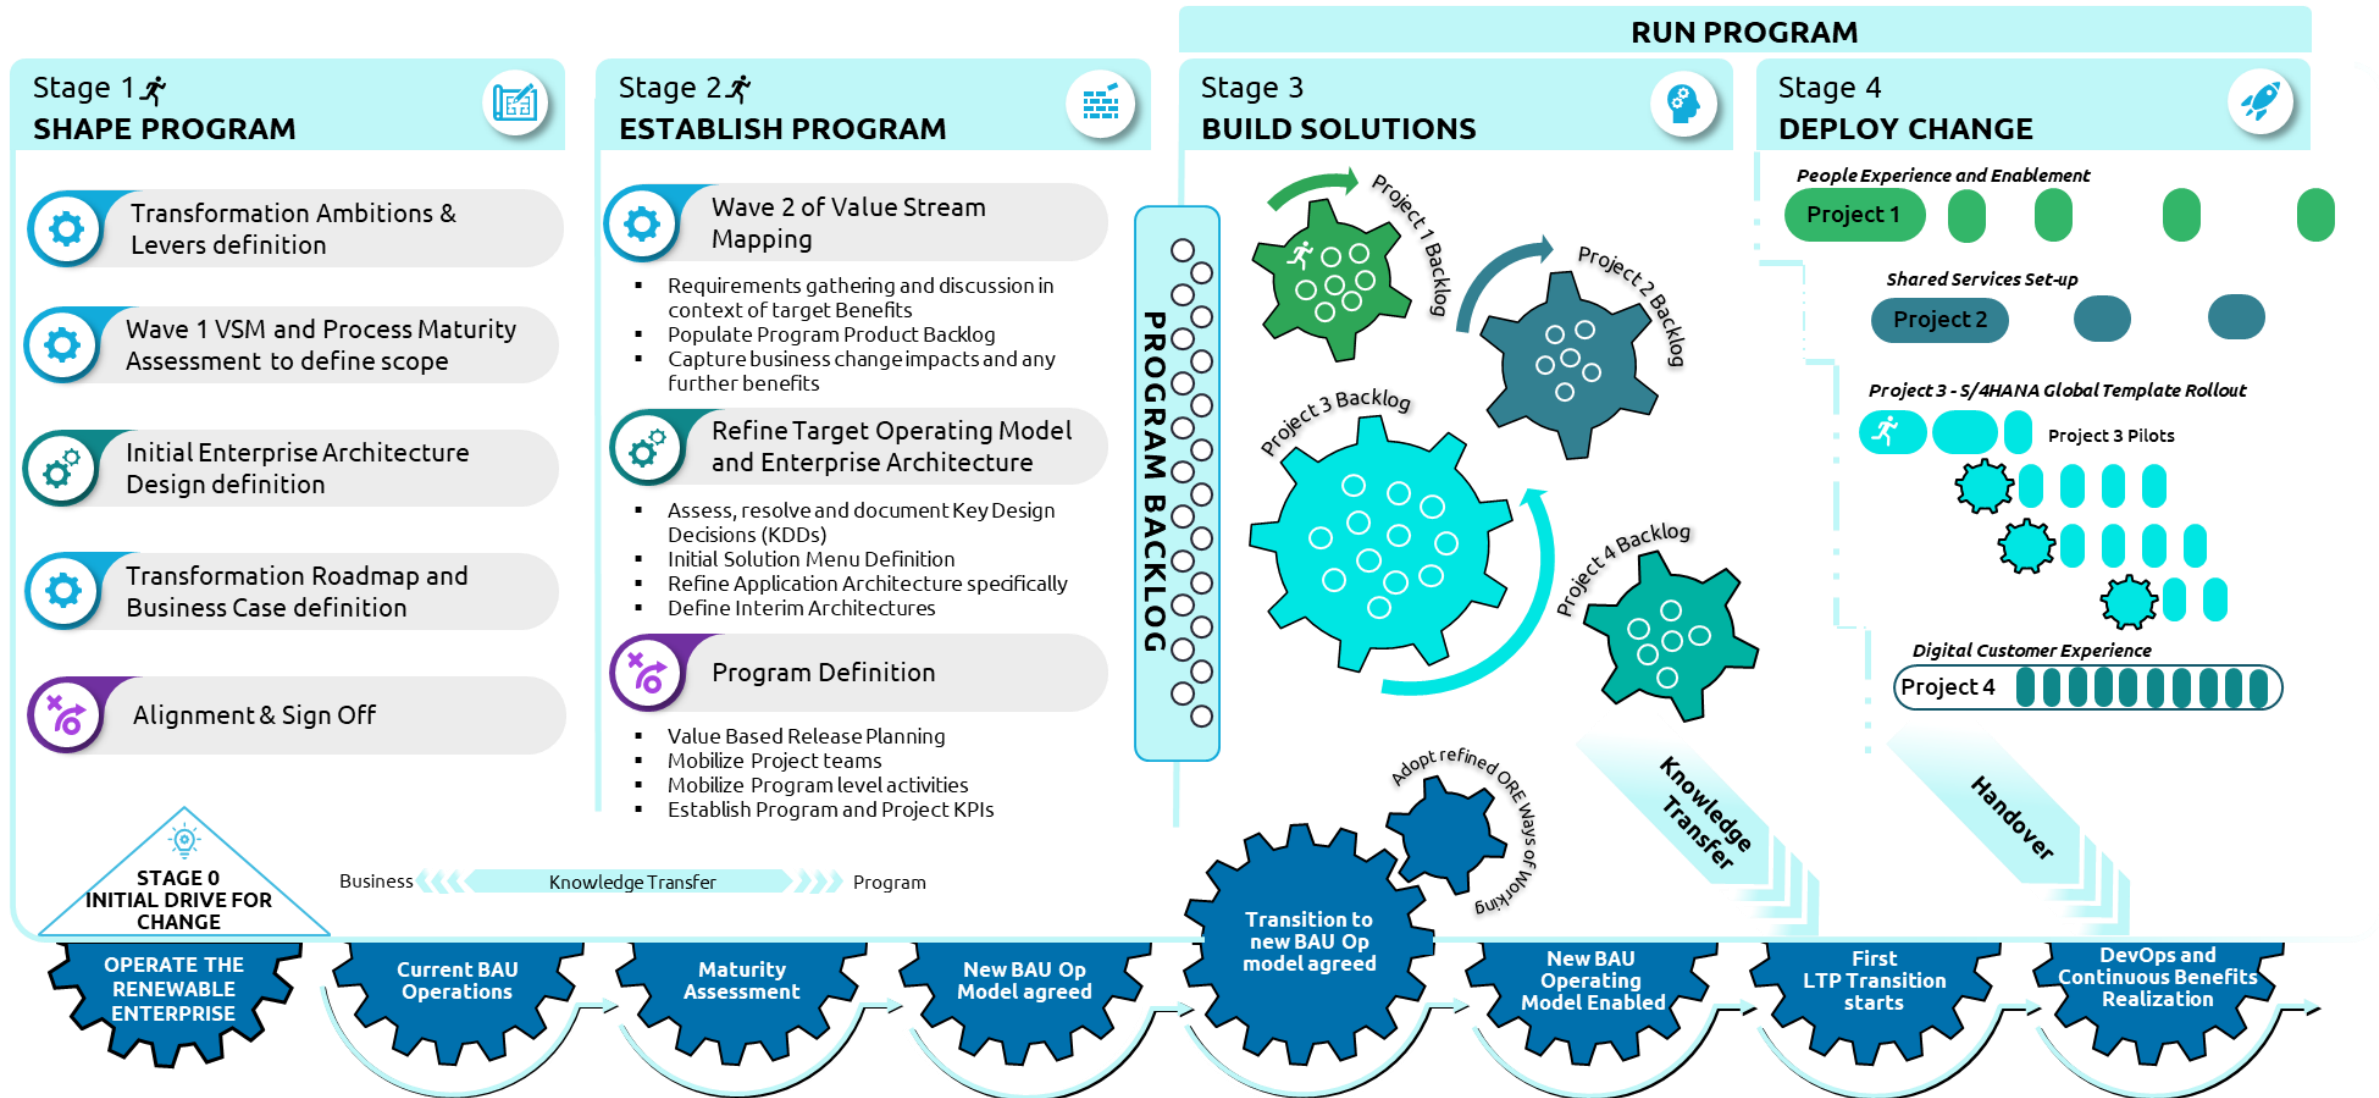 RUN PROGRAM
Stage 1
SHAPE PROGRAM
Transformation Ambitions &
Levers definition
Wave 1 VSM and Process Maturity
Assessment to define scope
Initial Enterprise Architecture
Design definition
Transformation Roadmap and
Business Case definition
Alignment & Sign Off
STAGE 0
INITIAL DRIVE FOR
CHANGE
Stage 2
ESTABLISH PROGRAM
Wave 2 of Value Stream
Mapping
▪ Requirements gathering and discussion in
context of target Benefits
▪ Populate Program Product Backlog
▪ Capture business change impacts and any
further benefits
Refine Target Operating Model
and Enterprise Architecture
▪ Assess, resolve and document Key Design
Decisions (KDDs)
▪ Initial Solution Menu Definition
▪ Refine Application Architecture specifically
▪ Define Interim Architectures
Program Definition
▪ Value Based Release Planning
▪ Mobilize Project teams
▪ Mobilize Program level activities
▪ Establish Program and Project KPIs
Business
Knowledge Transfer
Program
PROGRAM BACKLOG
Stage 3
BUILD SOLUTIONS
Project 1 Backlog
Project 2 Backlog
Project 3 Backlog
Project 4 Backlog
Adopt refined ORE Ways of Working
Knowledge
Transfer
Stage 4
DEPLOY CHANGE
People Experience and Enablement
Project 1
Shared Services Set-up
Project 2
Project 3 - S/4HANA Global Template Rollout
Project 3 Pilots
Digital Customer Experience
Project 4
Handover
OPERATE THE
RENEWABLE
ENTERPRISE
Current BAU
Operations
Maturity
Assessment
New BAU Op
Model agreed
Transition to
new BAU Op
model agreed
New BAU
Operating
Model Enabled
First
LTP Transition
starts
DevOps and
Continuous Benefits
Realization